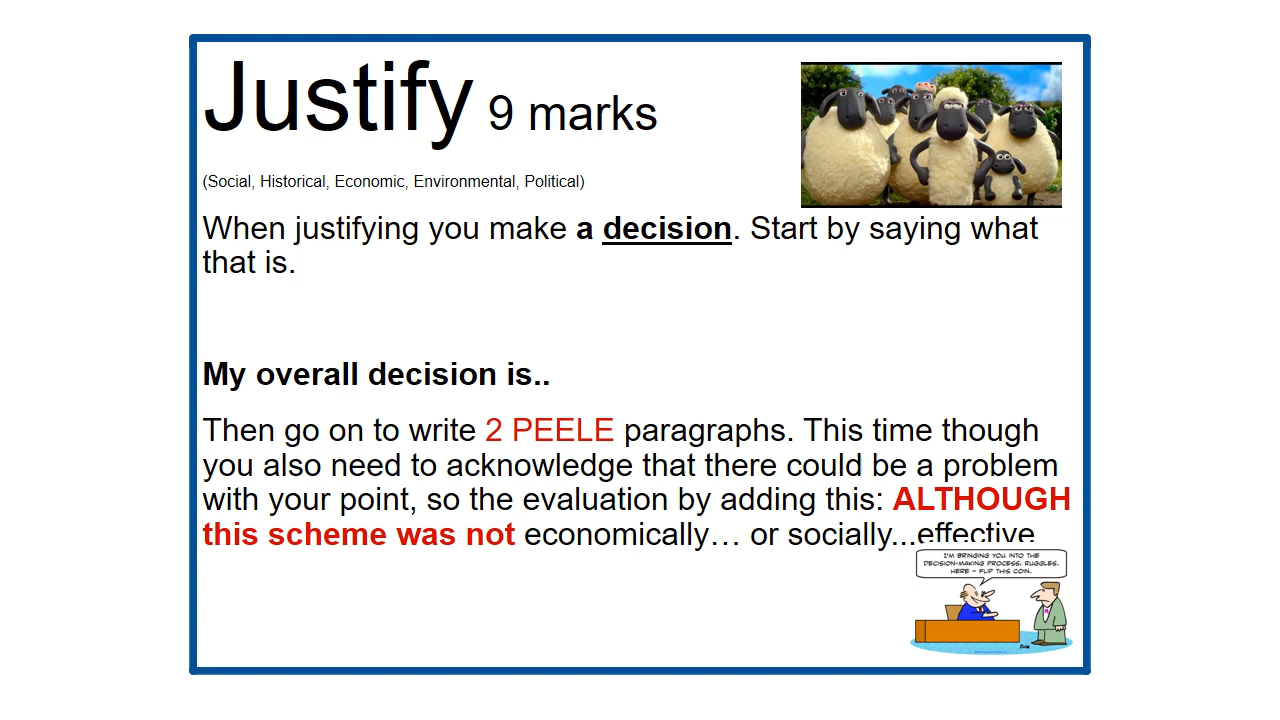 Justify 9 marks
(Social, Historical, Economic, Environmental, Political)
When justifying you make a decision. Start by saying what
that is.
My overall decision is..
Then go on to write 2 PEELE paragraphs. This time though
you also need to acknowledge that there could be a problem
with your point, so the evaluation by adding this: ALTHOUGH
this scheme was not economically… or socially...effective
I'M BRINGING YOU INTO THE
DECISION-MAKING PROCESS, RUGGLES.
HERE - FLIP THIS COIN.